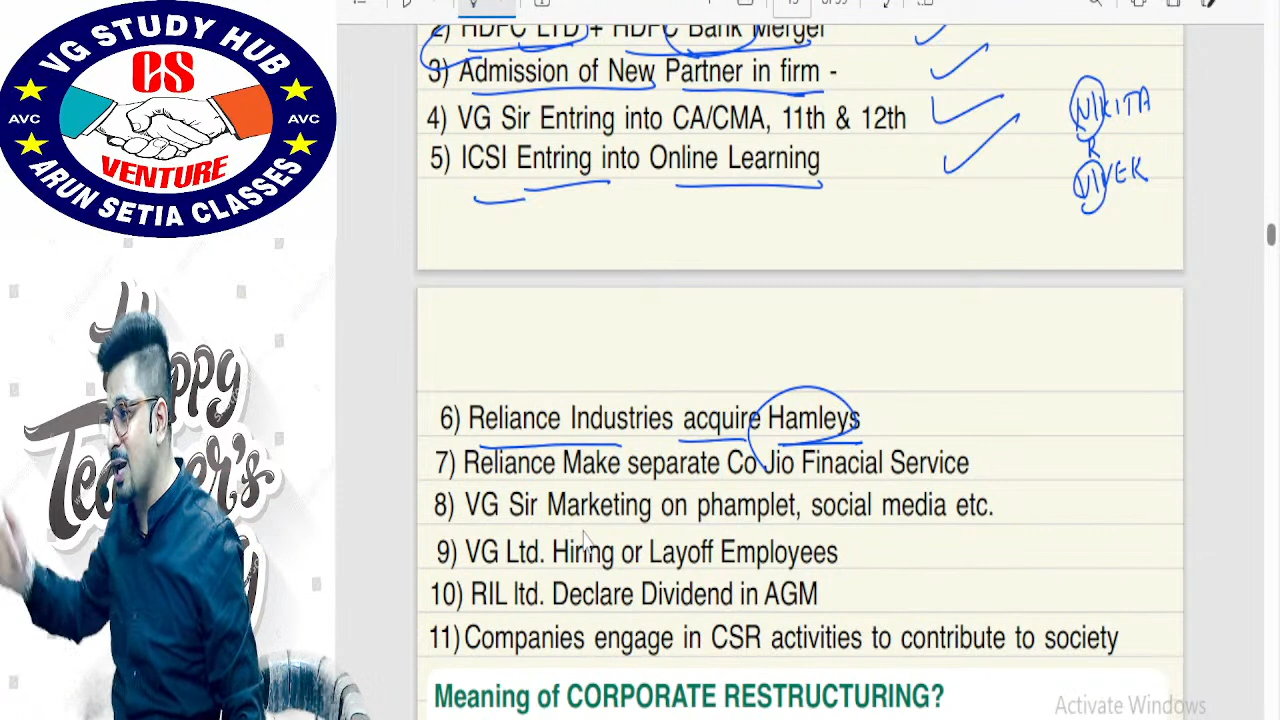 VG STUDY HUB
CS
AVC
AVC
VENTURE
ARUN SETIA CLASSES
Happy
Teacher's
2) HDFC LTD + HDFC Bank Merger
3) Admission of New Partner in firm -
4) VG Sir Entring into CA/CMA, 11th & 12th
5) ICSI Entring into Online Learning
NIKITA
R
VIVEK
6) Reliance Industries acquire Hamleys
7) Reliance Make separate Co Jio Finacial Service
8) VG Sir Marketing on phamplet, social media etc.
9) VG Ltd. Hiring or Layoff Employees
10) RIL ltd. Declare Dividend in AGM
11) Companies engage in CSR activities to contribute to society
Meaning of CORPORATE RESTRUCTURING?
Activate Windows